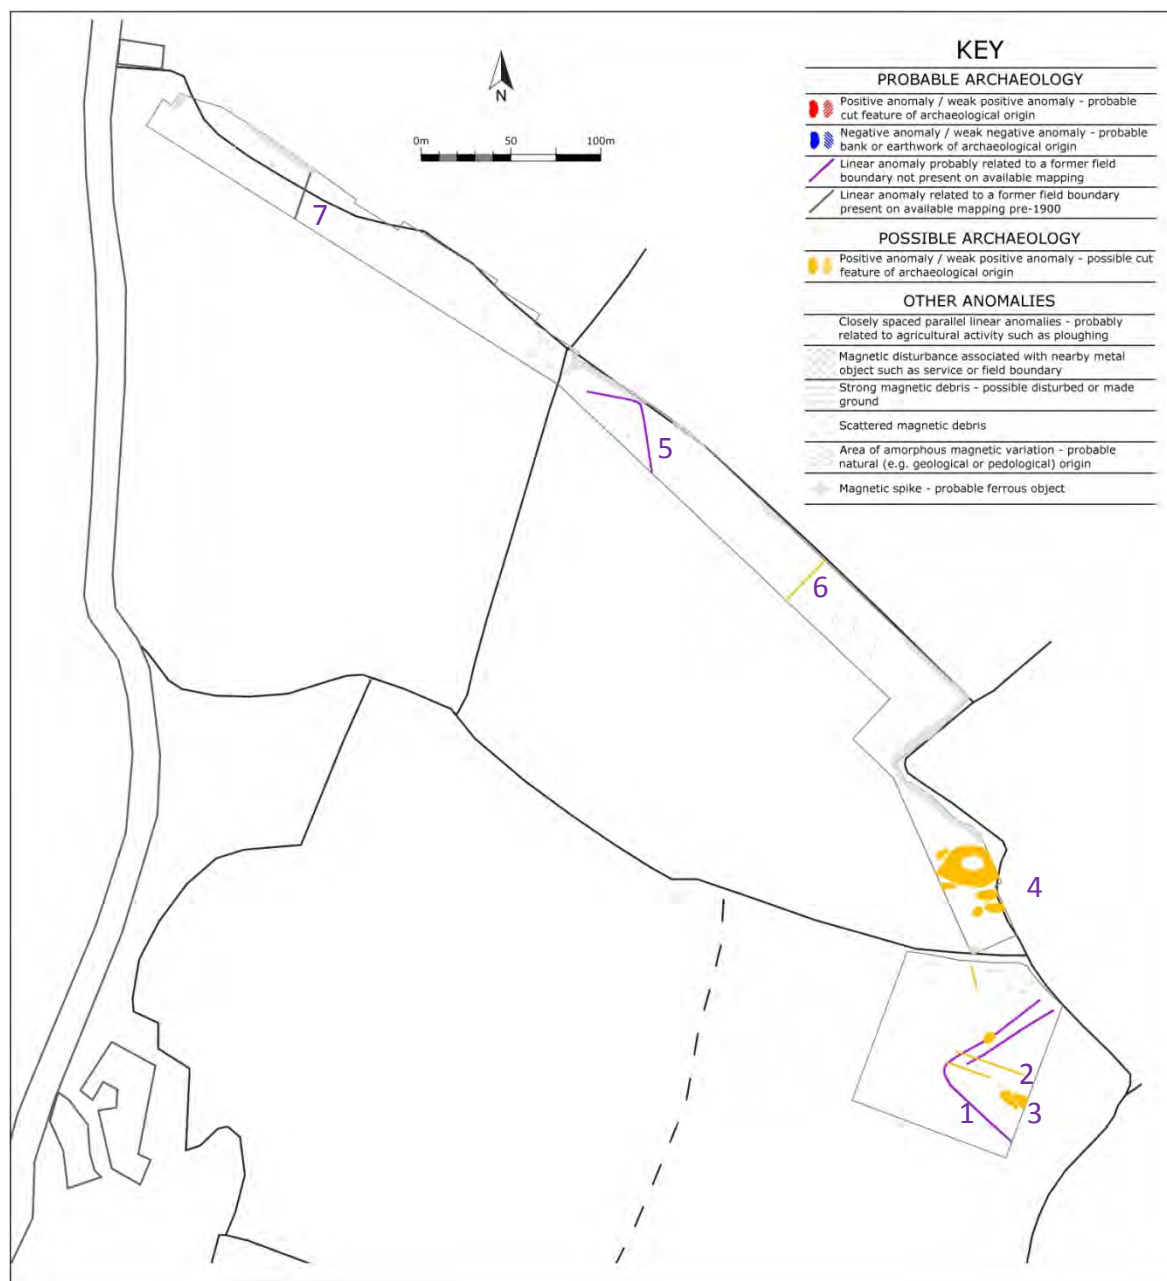 KEY
PROBABLE ARCHAEOLOGY
Positive anomaly / weak positive anomaly - probable
cut feature of archaeological origin
Negative anomaly / weak negative anomaly - probable
bank or earthwork of archaeological origin
Linear anomaly probably related to a former field
boundary not present on available mapping
Linear anomaly related to a former field boundary
present on available mapping pre-1900
POSSIBLE ARCHAEOLOGY
Positive anomaly / weak positive anomaly - possible cut
feature of archaeological origin
OTHER ANOMALIES
Closely spaced parallel linear anomalies - probably
related to agricultural activity such as ploughing
Magnetic disturbance associated with nearby metal
object such as service or field boundary
Strong magnetic debris - possible disturbed or made
ground
Scattered magnetic debris
Area of amorphous magnetic variation - probable
natural (e.g. geological or pedological) origin
Magnetic spike - probable ferrous object
N
0m 50 100m
7
5
6
4
2
1 3